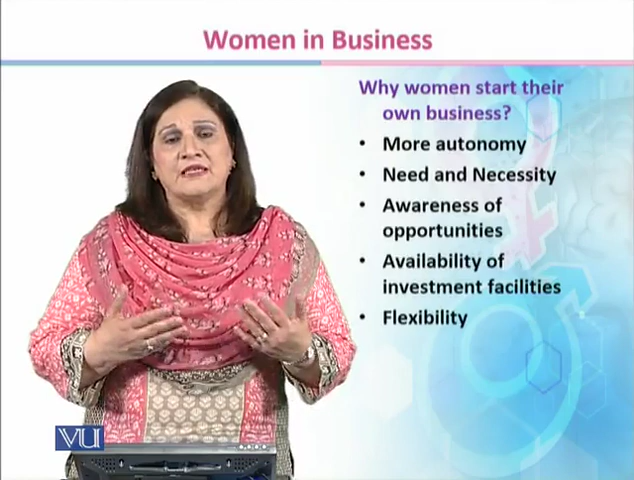 Women in Business
Why women start their
own business?
• More autonomy
• Need and Necessity
• Awareness of
opportunities
• Availability of
investment facilities
• Flexibility
VU